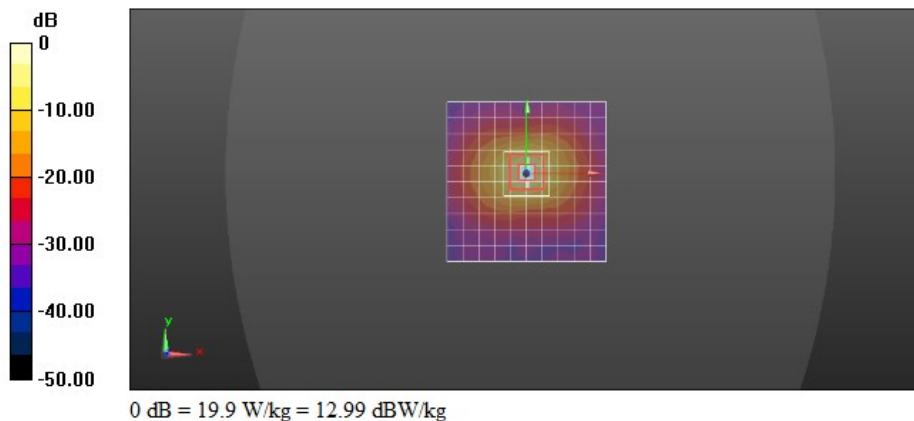 dB
0
-10.00
-20.00
-30.00
-40.00
-50.00
y
x
0 dB = 19.9 W/kg = 12.99 dBW/kg